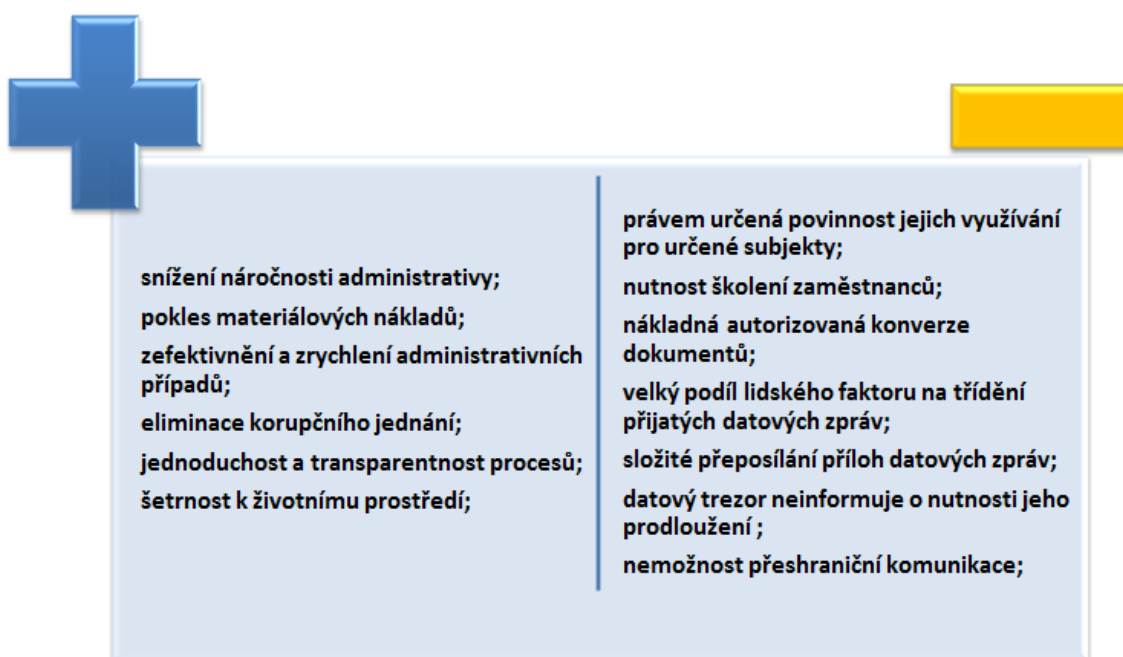 snížení náročnosti administrativy;
pokles materiálových nákladů;
zefektivnění a zrychlení administrativních
případů;
eliminace korupčního jednání;
jednoduchost a transparentnost procesů;
šetrnost k životnímu prostředí;
právem určená povinnost jejich využívání
pro určené subjekty;
nutnost školení zaměstnanců;
nákladná autorizovaná konverze
dokumentů;
velký podíl lidského faktoru na třídění
přijatých datových zpráv;
složité přeposílání příloh datových zpráv;
datový trezor neinformuje o nutnosti jeho
prodloužení ;
nemožnost přeshraniční komunikace;